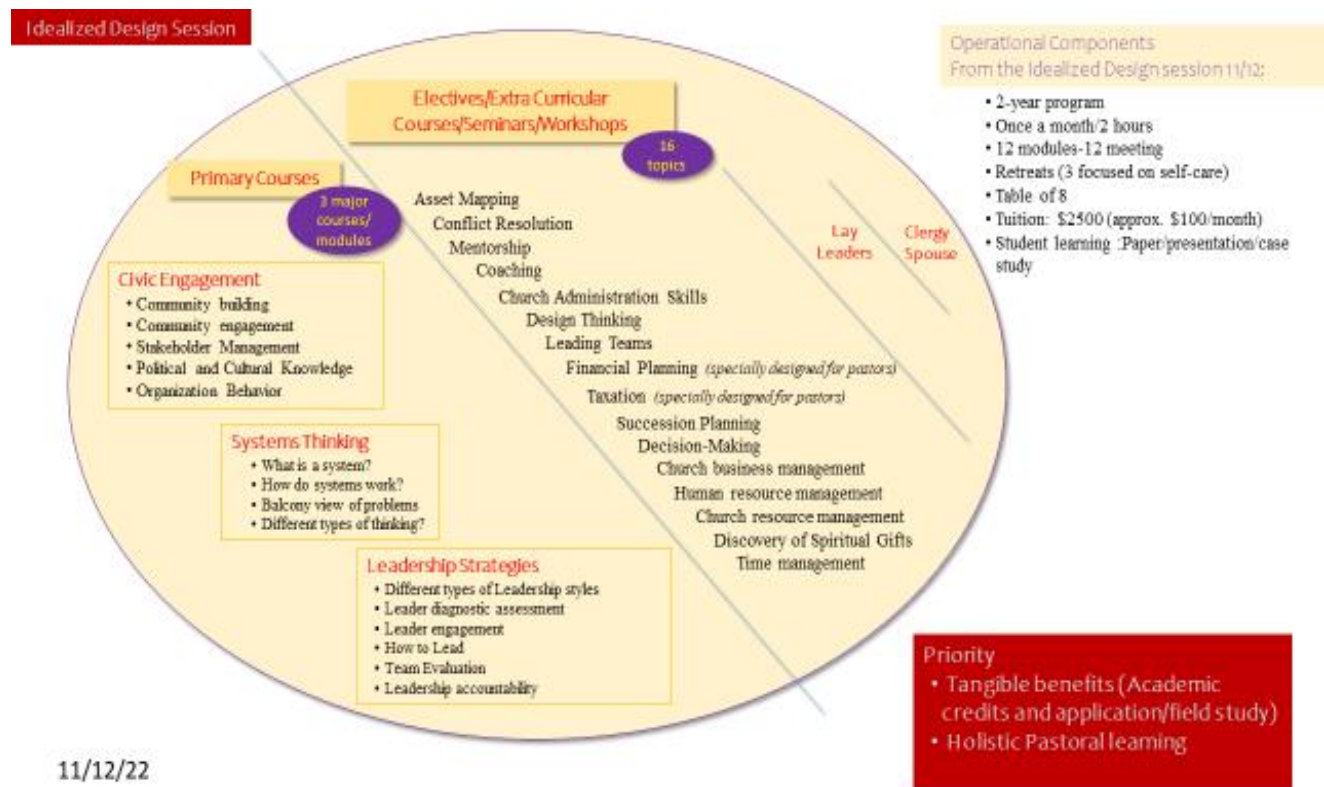 Idealized Design Session
Electives/Extra Curricular
Courses/Seminars/Workshops
16
topics
Primary Courses
3 major
courses/
modules
Civic Engagement
• Community building
• Community engagement
• Stakeholder Management
• Political and Cultural Knowledge
• Organization Behavior
Systems Thinking
• What is a system?
• How do systems work?
• Balcony view of problems
• Different types of thinking?
Leadership Strategies
• Different types of Leadership styles
• Leader diagnostic assessment
• Leader engagement
• How to Lead
• Team Evaluation
• Leadership accountability
Asset Mapping
Conflict Resolution
Mentorship
Coaching
Church Administration Skills
Design Thinking
Leading Teams
Financial Planning (specially designed for pastors)
Taxation (specially designed for pastors)
Succession Planning
Decision-Making
Church business management
Human resource management
Church resource management
Discovery of Spiritual Gifts
Time management
Lay
Leaders
Clergy
Spouse
Operational Components
From the Idealized Design session 11/12:
• 2-year program
• Once a month/2 hours
• 12 modules-12 meeting
• Retreats (3 focused on self-care)
• Table of 8
• Tuition: $2500 (approx. $100/month)
• Student learning :Paper/presentation/case
study
Priority
• Tangible benefits (Academic
credits and application/field study)
• Holistic Pastoral learning
11/12/22